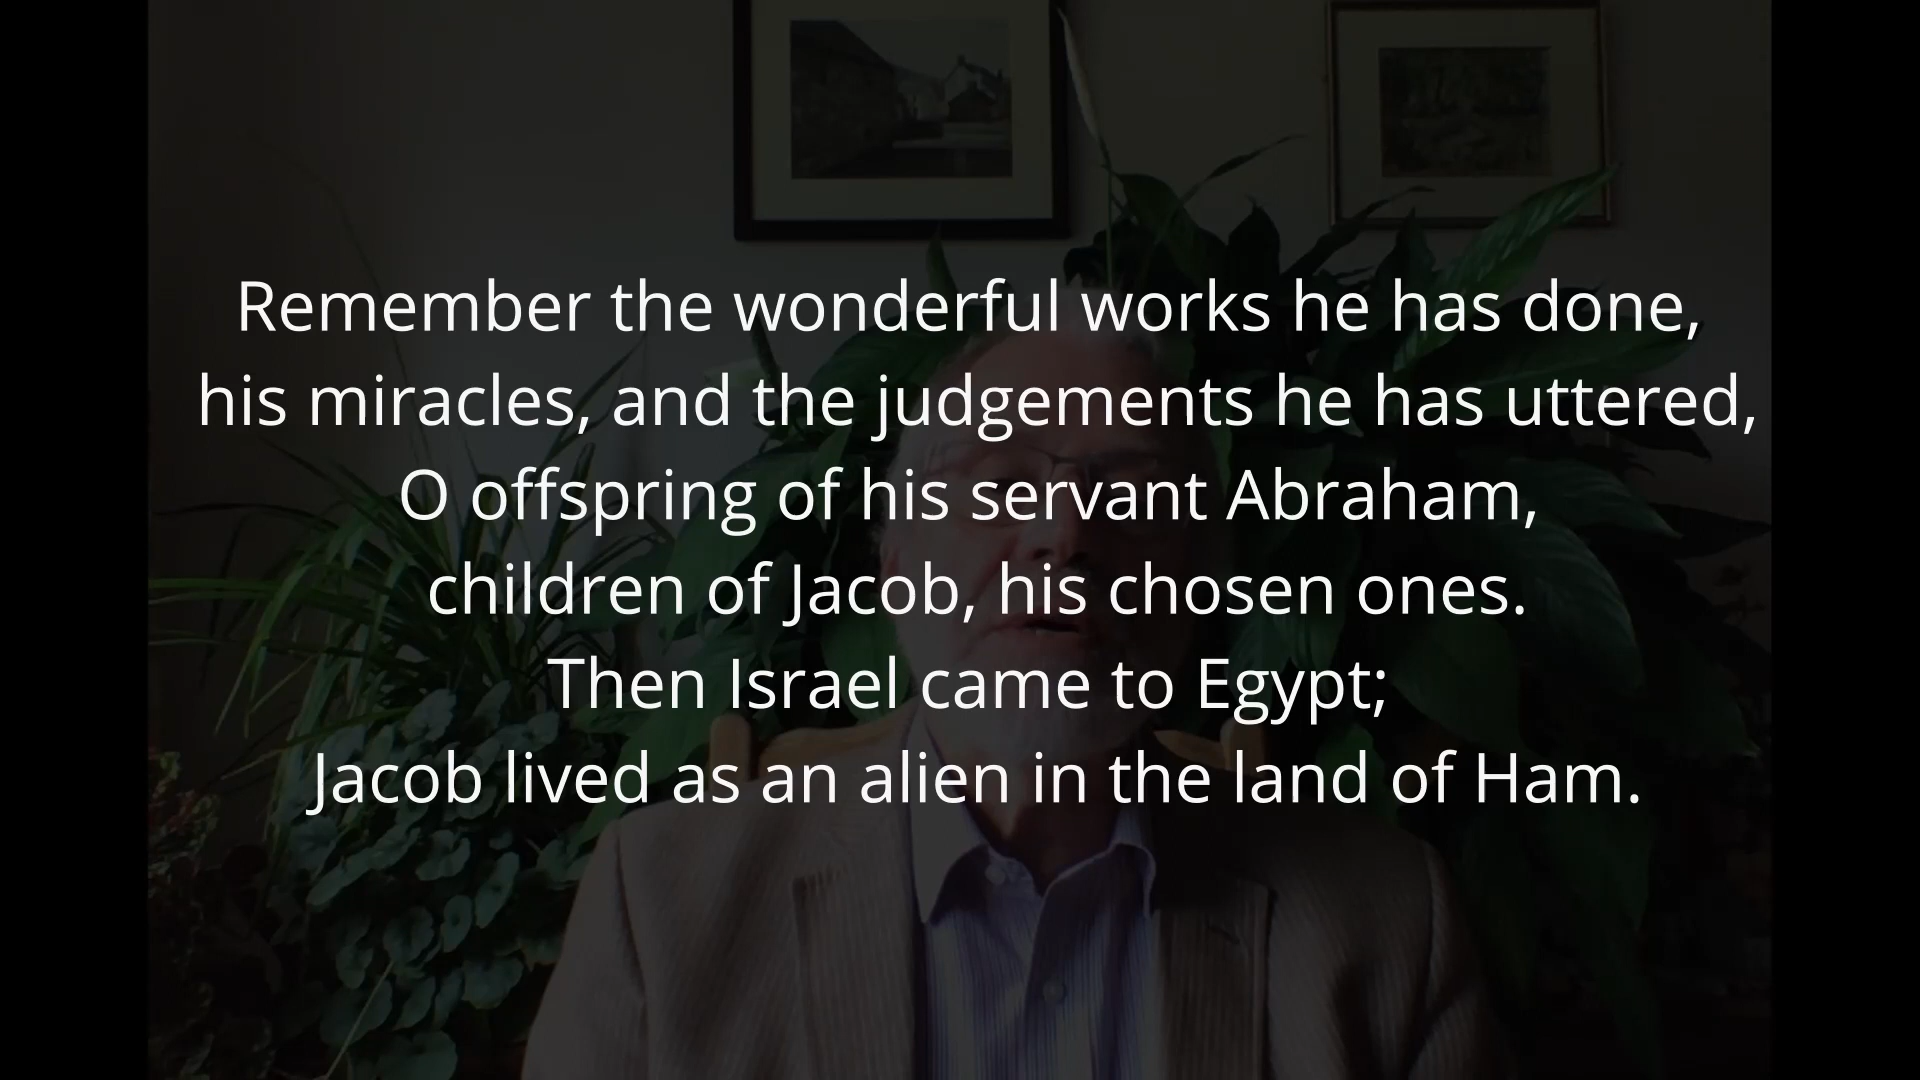 Remember the wonderful works he has done,
his miracles, and the judgements he has uttered,
O offspring of his servant Abraham,
children of Jacob, his chosen ones.
Then Israel came to Egypt;
Jacob lived as an alien in the land of Ham.